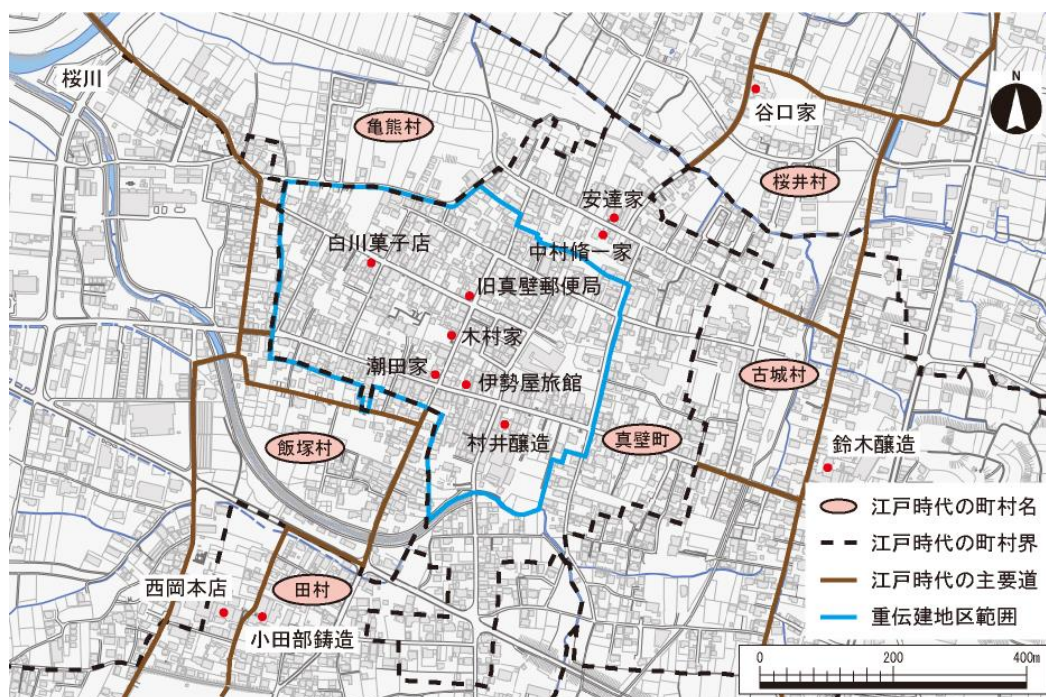 N
桜川
谷口家
亀熊村
桜井村
安達家
中村脩一家
白川菓子店
旧真壁郵便局
木村家
潮田家
伊勢屋旅館
古城村
村井醸造
真壁町
飯塚村
鈴木醸造
西岡本店
田村
小田部鋳造
江戸時代の町村名
江戸時代の町村界
江戸時代の主要道
重伝建地区範囲
0 200 400m